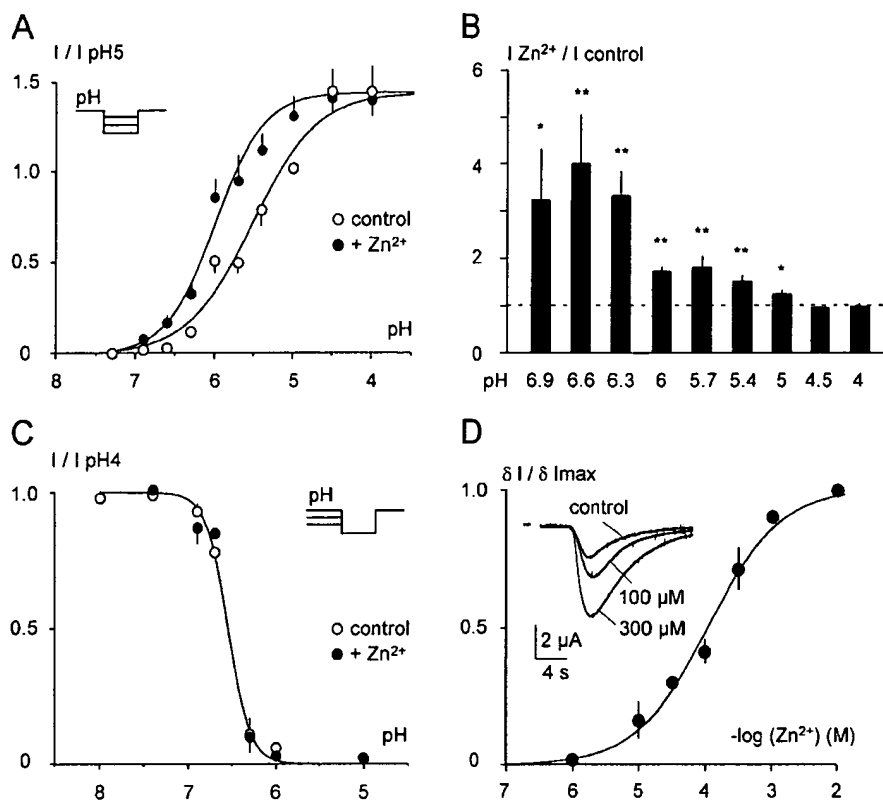 A
I / I pH5
1.5
1.0
0.5
0
pH
control
+ Zn²⁺
pH
8 7 6 5 4
B
I Zn²⁺ / I control
6
4
2
0
* ** ** ** ** ** *
pH 6.9 6.6 6.3 6 5.7 5.4 5 4.5 4
C
I / I pH4
1.0
0.5
0
pH
control
+ Zn²⁺
pH
8 7 6 5
D
δ I / δ Imax
1.0
0.5
0
control
100 µM
300 µM
2 µA
4 s
-log (Zn²⁺) (M)
7 6 5 4 3 2